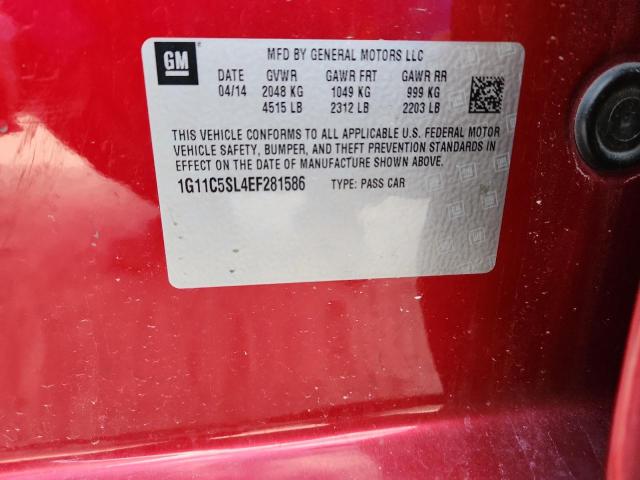 GM MFD BY GENERAL MOTORS LLC
DATE GVWR GAWR FRT GAWR RR
04/14 2048 KG 1049 KG 999 KG
4515 LB 2312 LB 2203 LB
THIS VEHICLE CONFORMS TO ALL APPLICABLE U.S. FEDERAL MOTOR
VEHICLE SAFETY, BUMPER, AND THEFT PREVENTION STANDARDS IN
EFFECT ON THE DATE OF MANUFACTURE SHOWN ABOVE.
1G11C5SL4EF281586 TYPE: PASS CAR